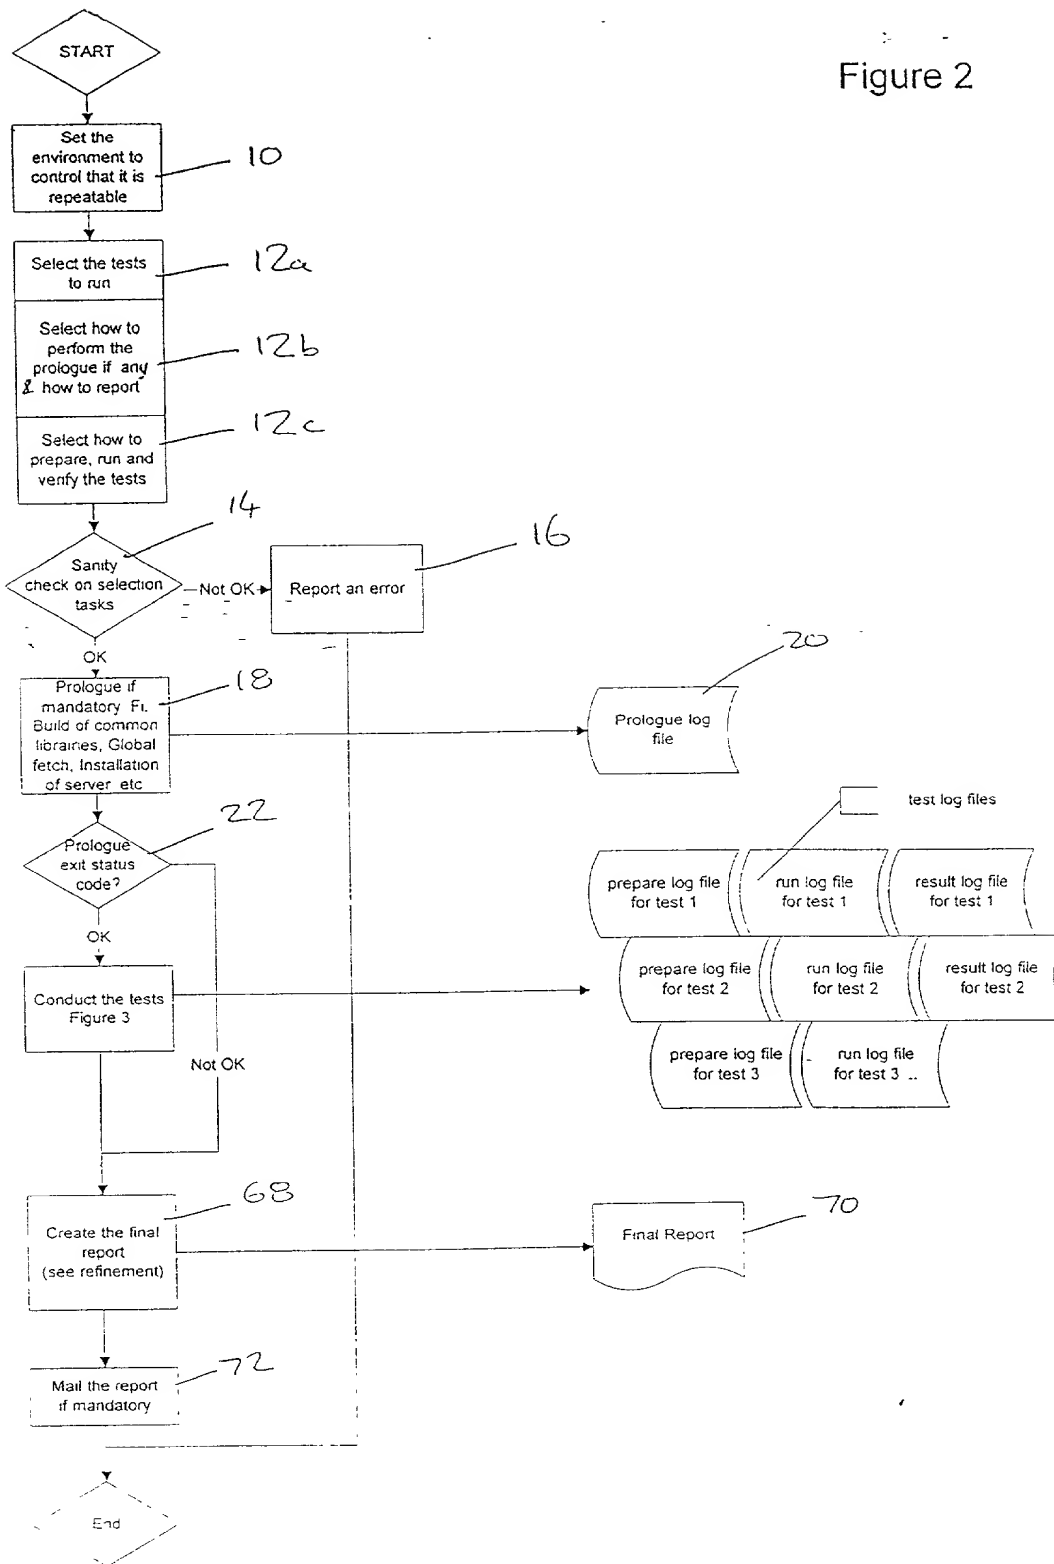 Figure 2
START
Set the
environment to
control that it is
repeatable
10
Select the tests
to run
12a
Select how to
perform the
prologue if any
& how to report
12b
Select how to
prepare, run and
verify the tests
12c
Sanity
check on selection
tasks
14
Not OK
Report an error
16
OK
Prologue if
mandatory Fi.
Build of common
libraries, Global
fetch, Installation
of server etc
18
Prologue log
file
20
Prologue
exit status
code?
22
test log files
prepare log file
for test 1
run log file
for test 1
result log file
for test 1
OK
prepare log file
for test 2
run log file
for test 2
result log file
for test 2
Conduct the tests
Figure 3
Not OK
prepare log file
for test 3
run log file
for test 3 ..
Create the final
report
(see refinement)
68
Final Report
70
Mail the report
if mandatory
72
End